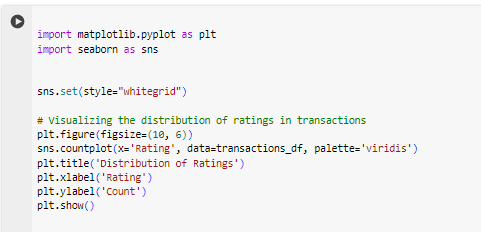 import matplotlib.pyplot as plt
import seaborn as sns
sns.set(style="whitegrid")
# Visualizing the distribution of ratings in transactions
plt.figure(figsize=(10, 6))
sns.countplot(x='Rating', data=transactions_df, palette='viridis')
plt.title('Distribution of Ratings')
plt.xlabel('Rating')
plt.ylabel('Count')
plt.show()